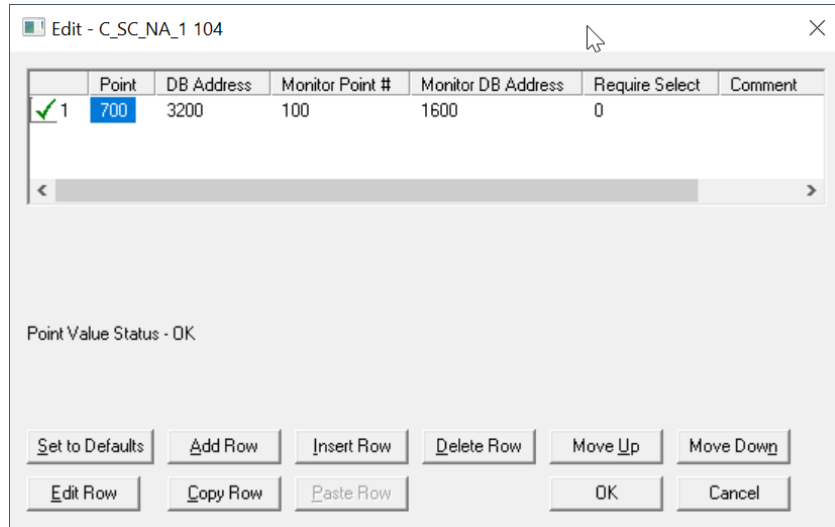 Edit - C_SC_NA_1 104
Point DB Address Monitor Point # Monitor DB Address Require Select Comment
1 700 3200 100 1600 0
Point Value Status - OK
Set to Defaults Add Row Insert Row Delete Row Move Up Move Down
Edit Row Copy Row Paste Row OK Cancel